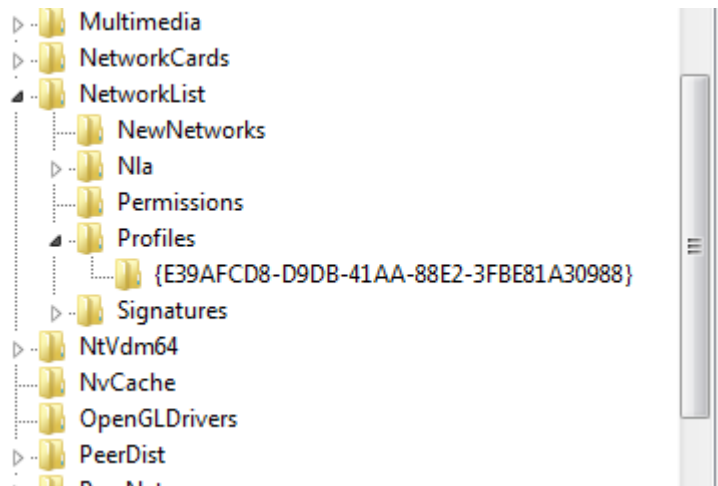 Multimedia
NetworkCards
NetworkList
NewNetworks
Nla
Permissions
Profiles
{E39AFCD8-D9DB-41AA-88E2-3FBE81A30988}
Signatures
NtVdm64
NvCache
OpenGLDrivers
PeerDist